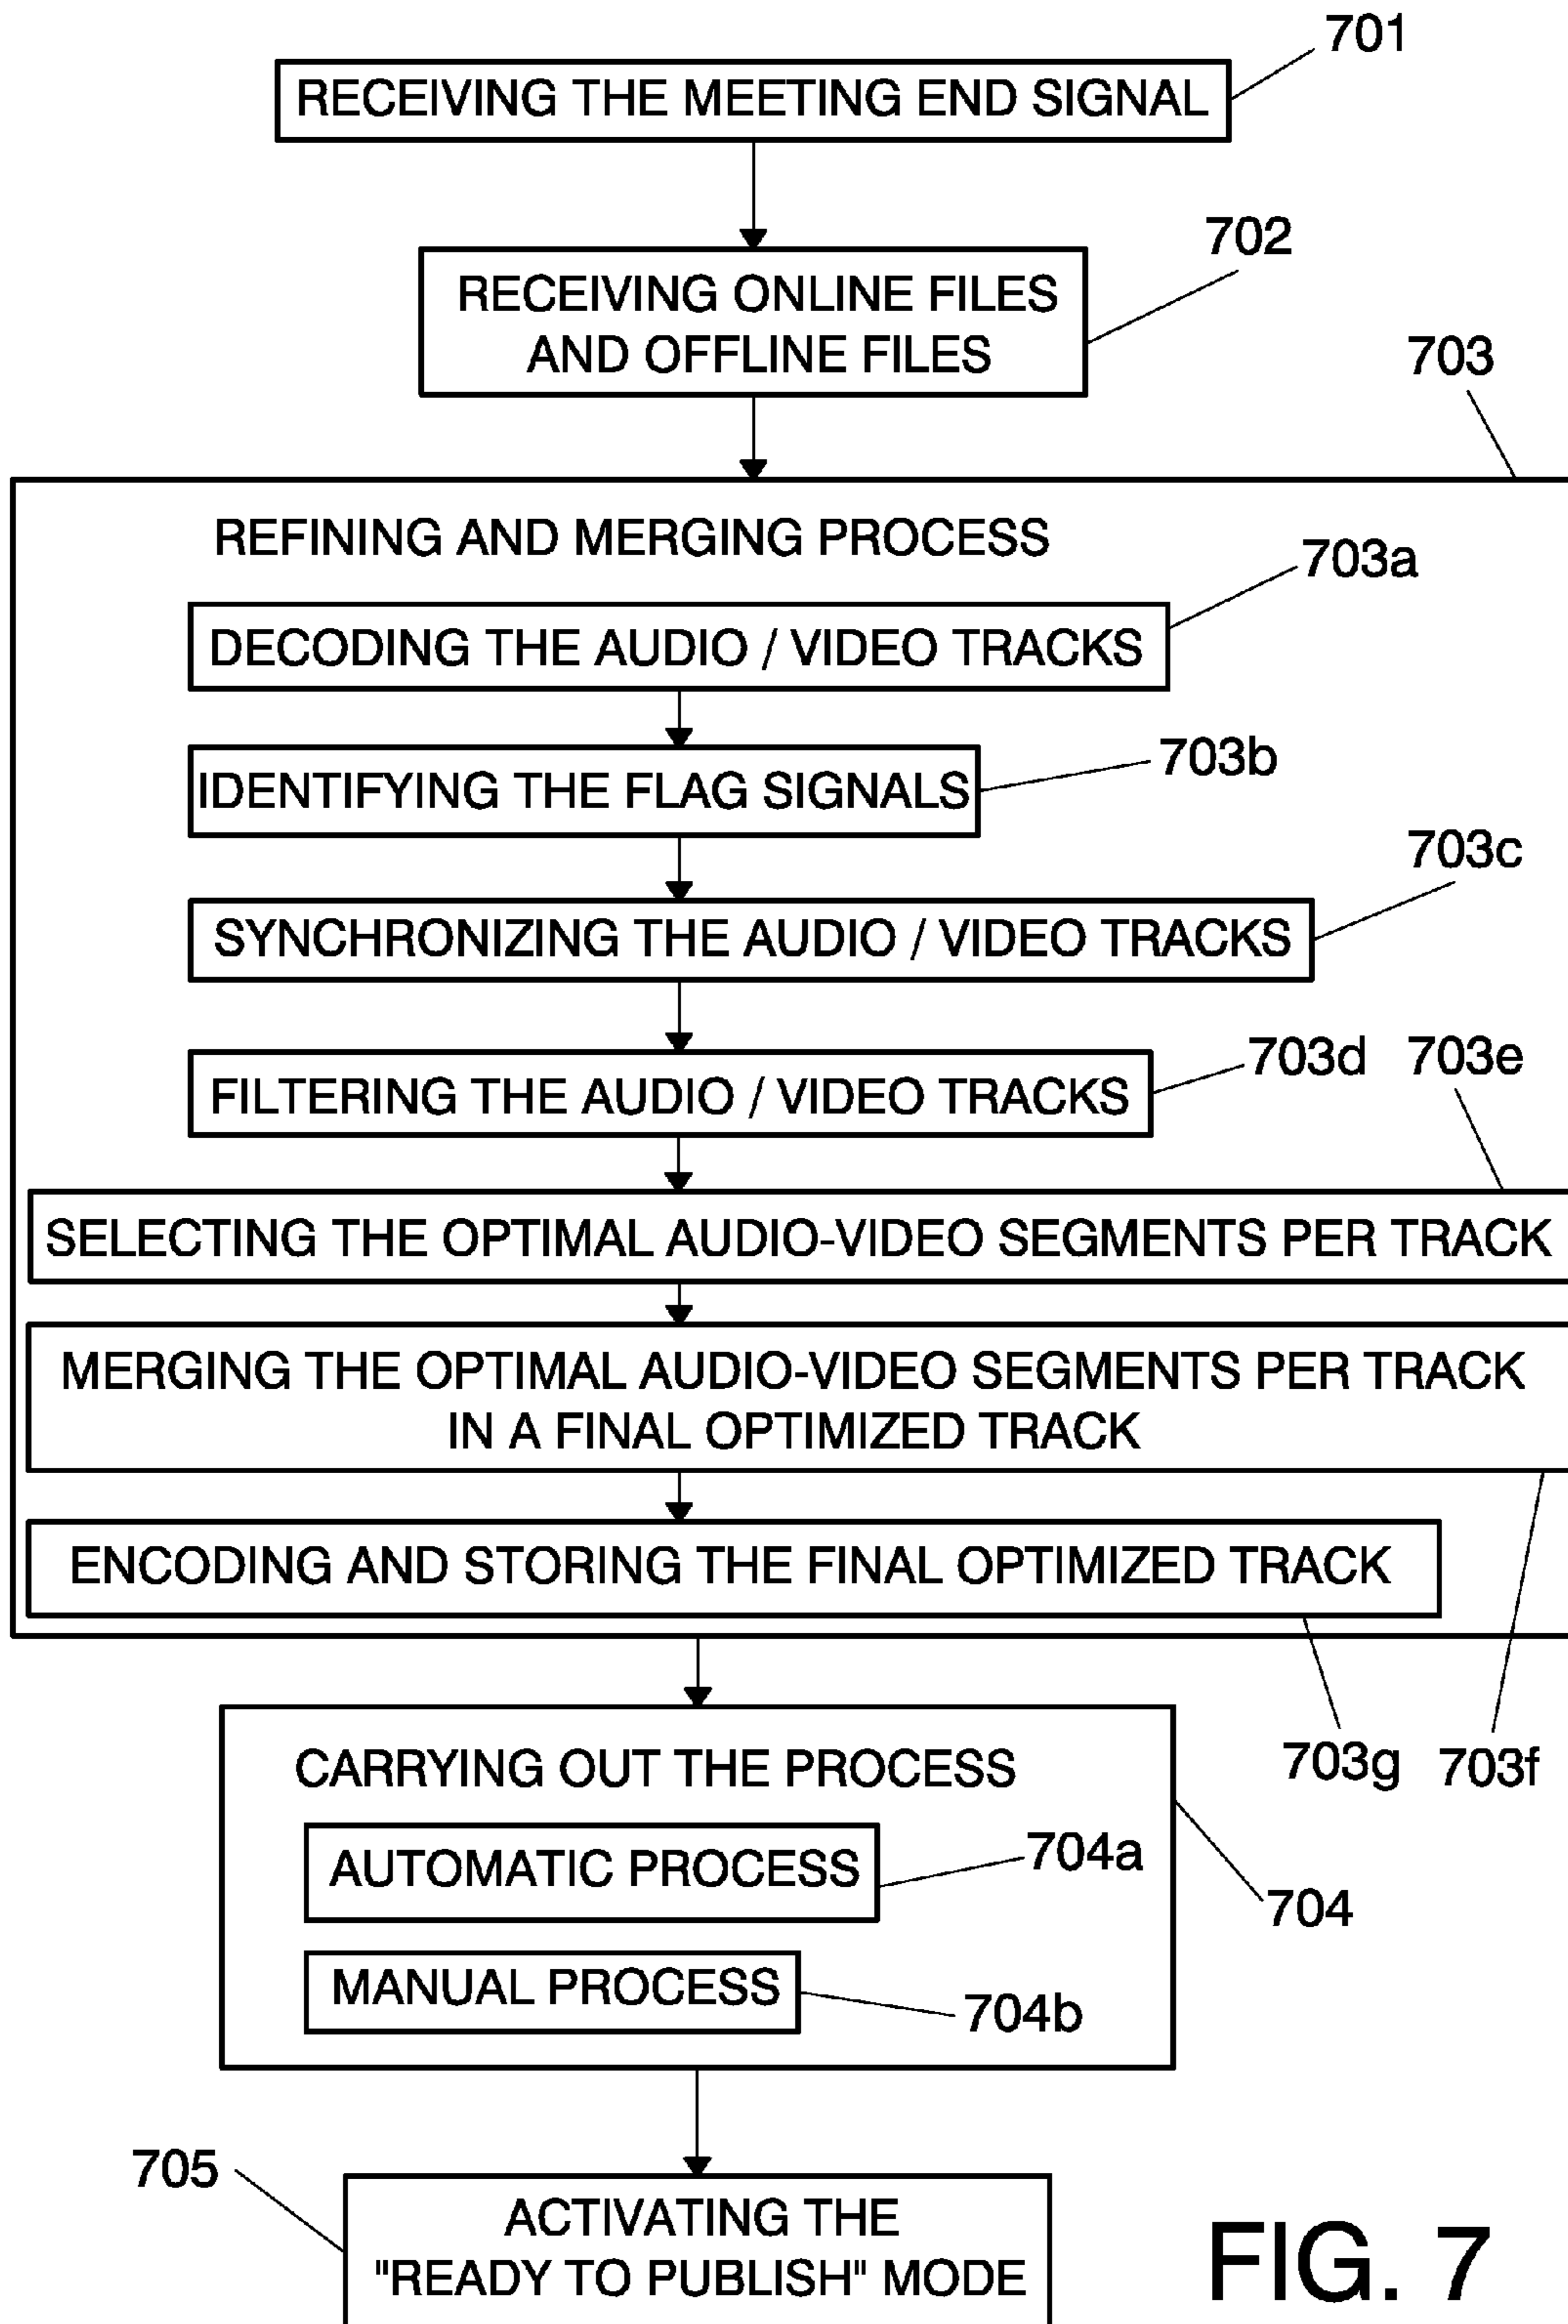 701
RECEIVING THE MEETING END SIGNAL
702
RECEIVING ONLINE FILES
AND OFFLINE FILES
703
REFINING AND MERGING PROCESS
703a
DECODING THE AUDIO / VIDEO TRACKS
703b
IDENTIFYING THE FLAG SIGNALS
703c
SYNCHRONIZING THE AUDIO / VIDEO TRACKS
703d
703e
FILTERING THE AUDIO / VIDEO TRACKS
SELECTING THE OPTIMAL AUDIO-VIDEO SEGMENTS PER TRACK
MERGING THE OPTIMAL AUDIO-VIDEO SEGMENTS PER TRACK
IN A FINAL OPTIMIZED TRACK
ENCODING AND STORING THE FINAL OPTIMIZED TRACK
703g
703f
CARRYING OUT THE PROCESS
704a
AUTOMATIC PROCESS
704
MANUAL PROCESS
704b
705
ACTIVATING THE
"READY TO PUBLISH" MODE
FIG. 7